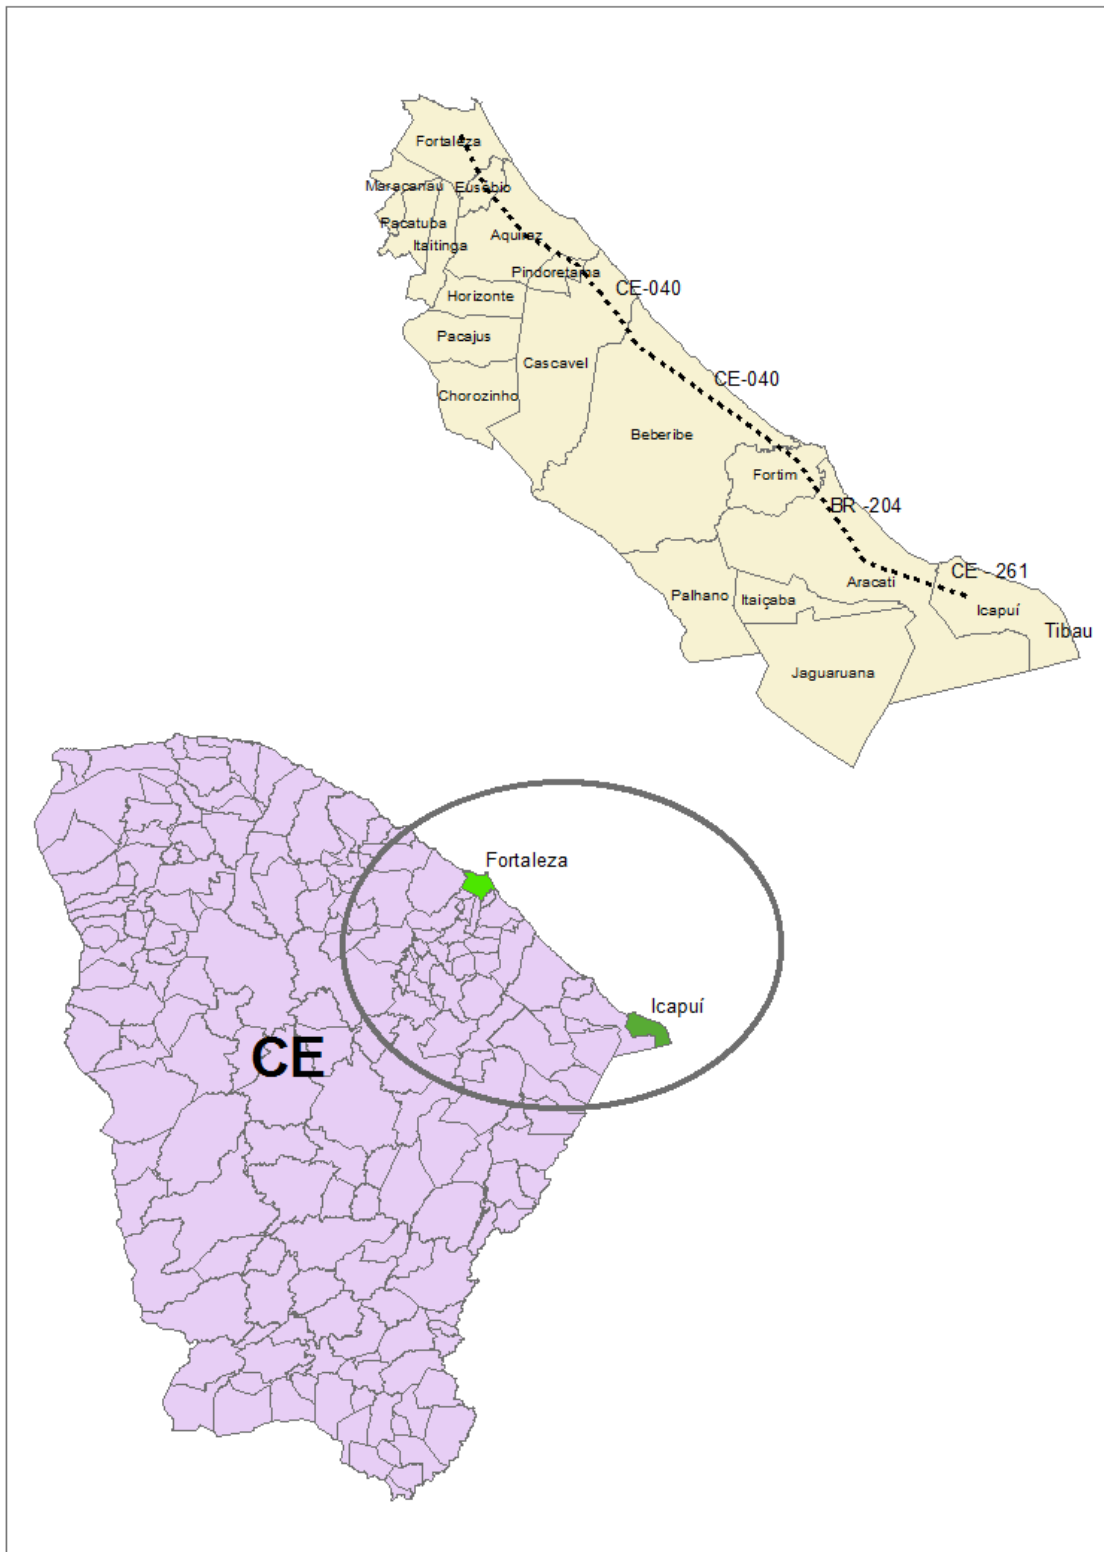 Fortaleza
Maracanau
Eusébio
Pacatuba
Itaitinga
Aquiraz
Pindoretama
CE-040
Horizonte
Pacajus
Cascavel
Chorozinho
CE-040
Beberibe
Fortim
BR -204
CE - 261
Aracati
Palhano
Itaiçaba
Icapuí
Tibau
Jaguaruana
Fortaleza
Icapuí
CE